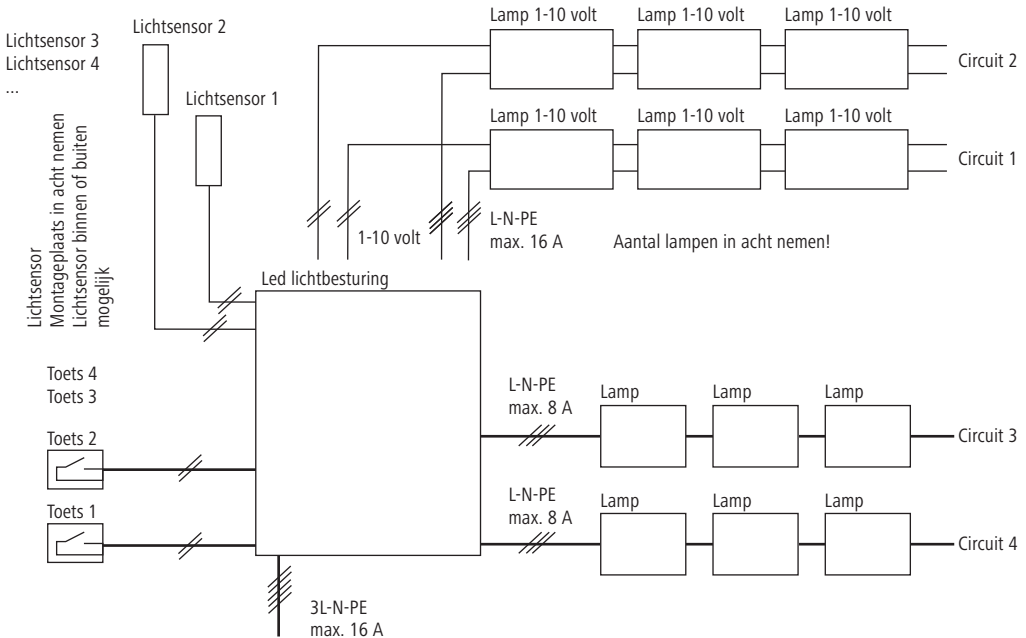 Lichtsensor 3
Lichtsensor 4
...
Lichtsensor 2
Lichtsensor 1
Lichtsensor
Montageplaats in acht nemen
Lichtsensor binnen of buiten
mogelijk
Lamp 1-10 volt
Lamp 1-10 volt
Lamp 1-10 volt
Circuit 2
Lamp 1-10 volt
Lamp 1-10 volt
Lamp 1-10 volt
Circuit 1
1-10 volt
L-N-PE
max. 16 A
Aantal lampen in acht nemen!
Led lichtbesturing
Toets 4
Toets 3
Toets 2
Toets 1
L-N-PE
max. 8 A
Lamp
Lamp
Lamp
Circuit 3
L-N-PE
max. 8 A
Lamp
Lamp
Lamp
Circuit 4
3L-N-PE
max. 16 A